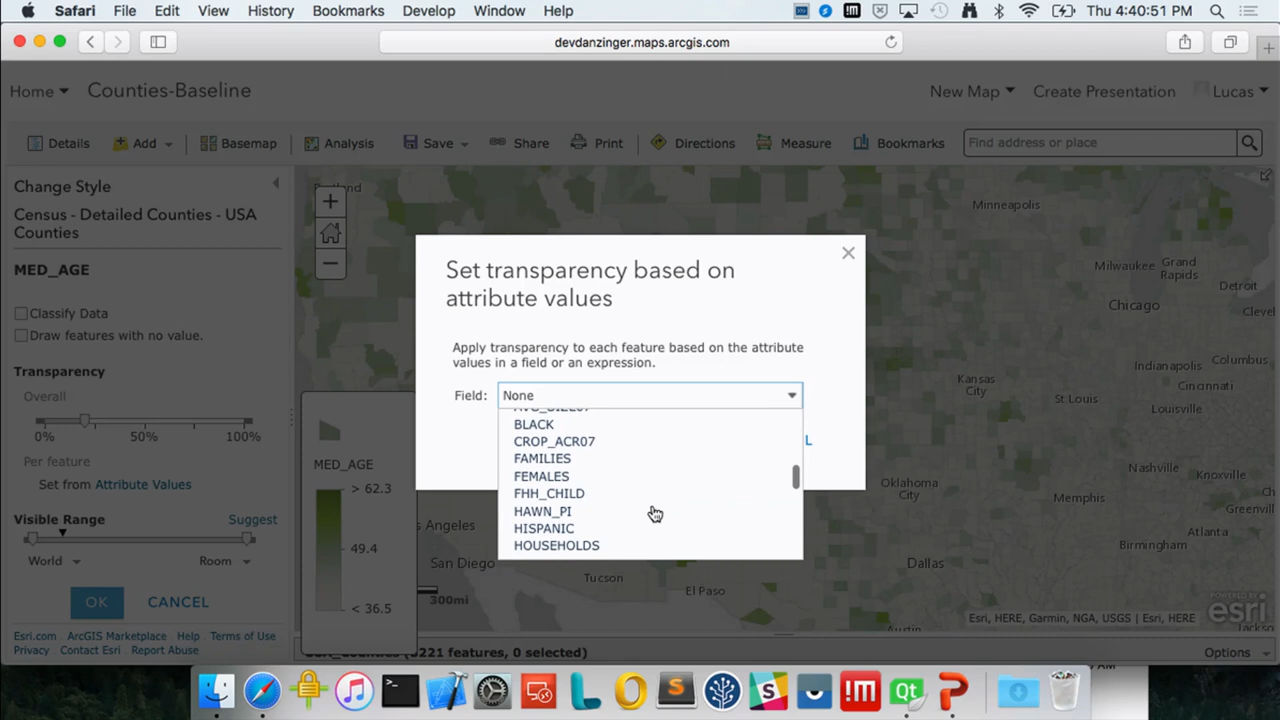 Safari File Edit View History Bookmarks Develop Window Help Thu 4:40:51 PM
devdanzinger.maps.arcgis.com
Home Counties-Baseline New Map Create Presentation Lucas
Details Add Basemap Analysis Save Share Print Directions Measure Bookmarks Find address or place
Change Style
Census - Detailed Counties - USA
Counties
MED_AGE
Classify Data
Draw features with no value.
Transparency
Overall
0% 50% 100%
Per feature
Set from Attribute Values
Visible Range Suggest
World Room
OK CANCEL
Esri.com ArcGIS Marketplace Help Terms of Use
Privacy Contact Esri Report Abuse
MED_AGE
> 62.3
49.4
< 36.5
Set transparency based on
attribute values
Apply transparency to each feature based on the attribute
values in a field or an expression.
Field: None
BLACK
CROP_ACR07
FAMILIES
FEMALES
FHH_CHILD
HAWN_PI
HISPANIC
HOUSEHOLDS
L
Minneapolis
Milwaukee
Grand
Rapids
Detroit
Chicago
Clevel
Indianapolis
Columbus
Kansas
City
Cincinnati
St Louis
Louisville
Nashville
Knoxville
Oklahoma
City
Memphis
Atlanta
Birmingham
Dallas
Angeles
San Diego
Tucson
El Paso
Austin
300mi
POWERED BY
esri
Esri, HERE, Garmin, NGA, USGS | Esri, HERE
221 features, 0 selected)
Options